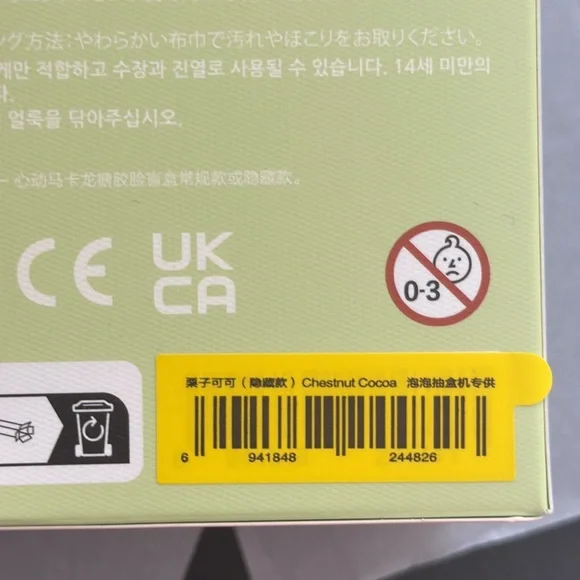 ング方法：やわらかい布巾で汚れやほこりをお取りください。
게만 적합하고 수장과 진열로 사용될 수 있습니다. 14세 미만의
다.
얼룩을 닦아주십시오.
一 心动马卡龙搪胶脸盲盒常规款或隐藏款。
CE
UK
CA
0-3
栗子可可（隐藏款）Chestnut Cocoa 泡泡抽盒机专供
6 941848 244826